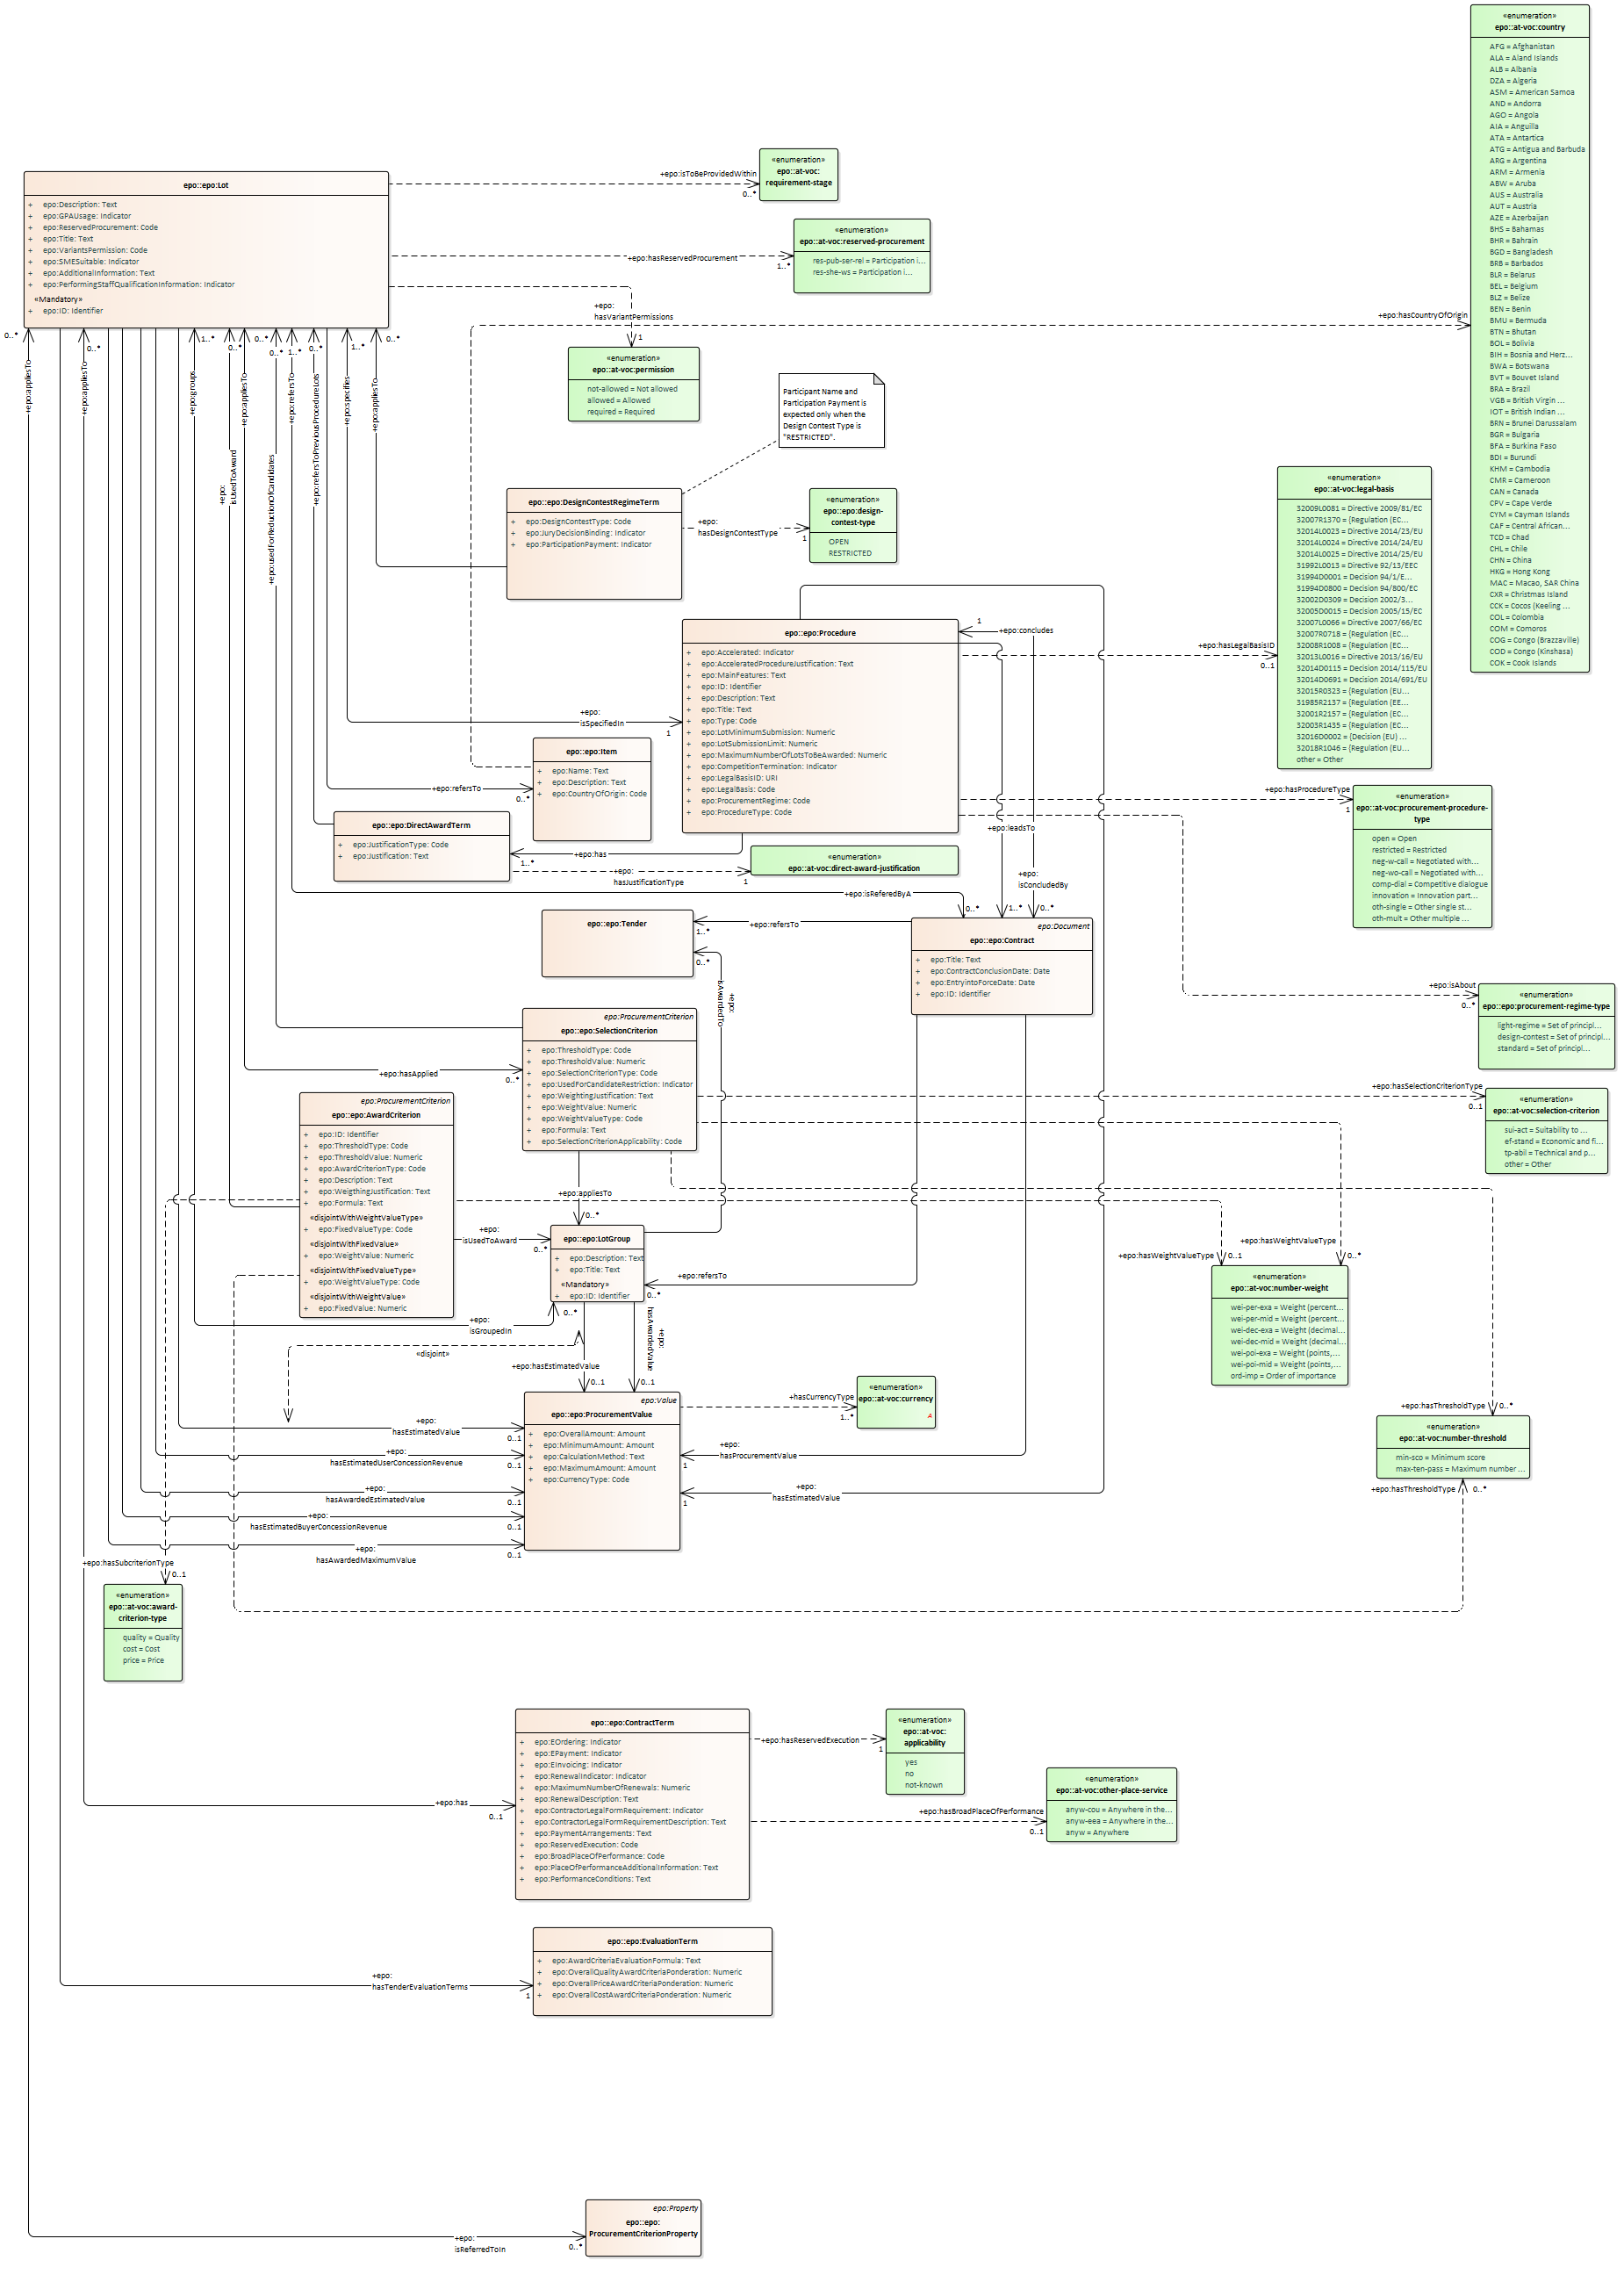 «enumeration»
epo::at-voc:country
AFG = Afghanistan
ALA = Aland Islands
ALB = Albania
DZA = Algeria
ASM = American Samoa
AND = Andorra
AGO = Angola
AIA = Anguilla
ATA = Antartica
ATG = Antigua and Barbuda
ARG = Argentina
ARM = Armenia
ABW = Aruba
AUS = Australia
AUT = Austria
AZE = Azerbaijan
BHS = Bahamas
BHR = Bahrain
BGD = Bangladesh
BRB = Barbados
BLR = Belarus
BEL = Belgium
BLZ = Belize
BEN = Benin
BMU = Bermuda
BTN = Bhutan
BOL = Bolivia
BIH = Bosnia and Herz...
BWA = Botswana
BVT = Bouvet Island
BRA = Brazil
VGB = British Virgin ...
IOT = British Indian ...
BRN = Brunei Darussalam
BGR = Bulgaria
BFA = Burkina Faso
BDI = Burundi
KHM = Cambodia
CMR = Cameroon
CAN = Canada
CPV = Cape Verde
CYM = Cayman Islands
CAF = Central African...
TCD = Chad
CHL = Chile
CHN = China
HKG = Hong Kong
MAC = Macao, SAR China
CXR = Christmas Island
CCK = Cocos (Keeling ...
COL = Colombia
COM = Comoros
COG = Congo (Brazzaville)
COD = Congo (Kinshasa)
COK = Cook Islands
epo::epo:Lot
+ epo:Description: Text
+ epo:GPAUsage: Indicator
+ epo:ReservedProcurement: Code
+ epo:Title: Text
+ epo:VariantsPermission: Code
+ epo:SMESuitable: Indicator
+ epo:AdditionalInformation: Text
+ epo:PerformingStaffQualificationInformation: Indicator
«Mandatory»
+ epo:ID: Identifier
+epo:isToBeProvidedWithin
0..*
«enumeration»
epo::at-voc:
requirement-stage
+epo:hasReservedProcurement
1..*
«enumeration»
epo::at-voc:reserved-procurement
res-pub-ser-rel = Participation i...
res-she-ws = Participation i...
+epo:
hasVariantPermissions
1
+epo:hasCountryOfOrigin
«enumeration»
epo::at-voc:permission
not-allowed = Not allowed
allowed = Allowed
required = Required
0..*
+epo:appliesTo
0..*
+epo:appliesTo
1..*
+epo:groups
0..*
+epo:
isUsedToAward
0..*
+epo:appliesTo
0..*
+epo:usedForReductionOfCandidates
1..*
+epo:refersTo
0..*
+epo:refersToPreviousProcedureLots
1..*
+epo:specifies
0..*
+epo:appliesTo
Participant Name and
Participation Payment is
expected only when the
Design Contest Type is
"RESTRICTED".
epo::epo:DesignContestRegimeTerm
+ epo:DesignContestType: Code
+ epo:JuryDecisionBinding: Indicator
+ epo:ParticipationPayment: Indicator
+epo:
hasDesignContestType
1
«enumeration»
epo::epo:design-
contest-type
OPEN
RESTRICTED
«enumeration»
epo::at-voc:legal-basis
32009L0081 = Directive 2009/81/EC
32007R1370 = (Regulation (EC...
32014L0023 = Directive 2014/23/EU
32014L0024 = Directive 2014/24/EU
32014L0025 = Directive 2014/25/EU
31992L0013 = Directive 92/13/EEC
31994D0001 = Decision 94/1/E...
31994D0800 = Decision 94/800/EC
32002D0309 = Decision 2002/3...
32005D0015 = Decision 2005/15/EC
32007L0066 = Directive 2007/66/EC
32007R0718 = (Regulation (EC...
32008R1008 = (Regulation (EC...
32013L0016 = Directive 2013/16/EU
32014D0115 = Decision 2014/115/EU
32014D0691 = Decision 2014/691/EU
32015R0323 = (Regulation (EU...
31985R2137 = (Regulation (EE...
32001R2157 = (Regulation (EC...
32003R1435 = (Regulation (EC...
32016D0002 = (Decision (EU) ...
32018R1046 = (Regulation (EU...
other = Other
epo::epo:Procedure
+ epo:Accelerated: Indicator
+ epo:AcceleratedProcedureJustification: Text
+ epo:MainFeatures: Text
+ epo:ID: Identifier
+ epo:Description: Text
+ epo:Title: Text
+ epo:Type: Code
+ epo:LotMinimumSubmission: Numeric
+ epo:LotSubmissionLimit: Numeric
+ epo:MaximumNumberOfLotsToBeAwarded: Numeric
+ epo:CompetitionTermination: Indicator
+ epo:LegalBasisID: URI
+ epo:LegalBasis: Code
+ epo:ProcurementRegime: Code
+ epo:ProcedureType: Code
1
+epo:concludes
+epo:hasLegalBasisID
0..1
+epo:
isSpecifiedIn
1
epo::epo:Item
+ epo:Name: Text
+ epo:Description: Text
+ epo:CountryOfOrigin: Code
+epo:refersTo
0..*
epo::epo:DirectAwardTerm
+ epo:JustificationType: Code
+ epo:Justification: Text
1..*
+epo:has
+epo:
hasJustificationType
1
«enumeration»
epo::at-voc:direct-award-justification
+epo:leadsTo
1..*
+epo:
isConcludedBy
0..*
+epo:isReferedByA
0..*
+epo:hasProcedureType
1
«enumeration»
epo::at-voc:procurement-procedure-
type
open = Open
restricted = Restricted
neg-w-call = Negotiated with...
neg-wo-call = Negotiated with...
comp-dial = Competitive dialogue
innovation = Innovation part...
oth-single = Other single st...
oth-mult = Other multiple ...
epo::epo:Tender
1..*
+epo:refersTo
0..*
+epo:
isAwardedTo
epo:Document
epo::epo:Contract
+ epo:Title: Text
+ epo:ContractConclusionDate: Date
+ epo:EntryintoForceDate: Date
+ epo:ID: Identifier
+epo:isAbout
0..*
«enumeration»
epo::epo:procurement-regime-type
light-regime = Set of principl...
design-contest = Set of principl...
standard = Set of principl...
epo:ProcurementCriterion
epo::epo:SelectionCriterion
+ epo:ThresholdType: Code
+ epo:ThresholdValue: Numeric
+ epo:SelectionCriterionType: Code
+ epo:UsedForCandidateRestriction: Indicator
+ epo:WeightingJustification: Text
+ epo:WeightValue: Numeric
+ epo:WeightValueType: Code
+ epo:Formula: Text
+ epo:SelectionCriterionApplicability: Code
+epo:hasApplied
0..*
+epo:hasSelectionCriterionType
0..1
«enumeration»
epo::at-voc:selection-criterion
sui-act = Suitability to ...
ef-stand = Economic and fi...
tp-abil = Technical and p...
other = Other
epo:ProcurementCriterion
epo::epo:AwardCriterion
+ epo:ID: Identifier
+ epo:ThresholdType: Code
+ epo:ThresholdValue: Numeric
+ epo:AwardCriterionType: Code
+ epo:Description: Text
+ epo:WeigthingJustification: Text
+ epo:Formula: Text
«disjointWithWeightValueType»
+ epo:FixedValueType: Code
«disjointWithFixedValue»
+ epo:WeightValue: Numeric
«disjointWithFixedValueType»
+ epo:WeightValueType: Code
«disjointWithWeightValue»
+ epo:FixedValue: Numeric
+epo:appliesTo
0..*
+epo:
isUsedToAward
0..*
epo::epo:LotGroup
+ epo:Description: Text
+ epo:Title: Text
«Mandatory»
+ epo:ID: Identifier
+epo:refersTo
0..*
+epo:hasWeightValueType
0..1
+epo:hasWeightValueType
0..*
«enumeration»
epo::at-voc:number-weight
wei-per-exa = Weight (percent...
wei-per-mid = Weight (percent...
wei-dec-exa = Weight (decimal...
wei-dec-mid = Weight (decimal...
wei-poi-exa = Weight (points,...
wei-poi-mid = Weight (points,...
ord-imp = Order of importance
+epo:
isGroupedIn
0..*
«disjoint»
+epo:hasEstimatedValue
0..1
+epo:
hasAwardedValue
0..1
epo:Value
epo::epo:ProcurementValue
+ epo:OverallAmount: Amount
+ epo:MinimumAmount: Amount
+ epo:CalculationMethod: Text
+ epo:MaximumAmount: Amount
+ epo:CurrencyType: Code
+hasCurrencyType
1..*
«enumeration»
epo::at-voc:currency
A
+epo:
hasEstimatedValue
0..1
+epo:
hasEstimatedUserConcessionRevenue
0..1
+epo:
hasAwardedEstimatedValue
0..1
+epo:
hasEstimatedBuyerConcessionRevenue
0..1
+epo:
hasAwardedMaximumValue
0..1
+epo:
hasProcurementValue
1
+epo:
hasEstimatedValue
1
+epo:hasThresholdType
0..*
«enumeration»
epo::at-voc:number-threshold
min-sco = Minimum score
max-ten-pass = Maximum number ...
+epo:hasThresholdType
0..*
+epo:hasSubcriterionType
0..1
«enumeration»
epo::at-voc:award-
criterion-type
quality = Quality
cost = Cost
price = Price
epo::epo:ContractTerm
+ epo:EOrdering: Indicator
+ epo:EPayment: Indicator
+ epo:EInvoicing: Indicator
+ epo:RenewalIndicator: Indicator
+ epo:MaximumNumberOfRenewals: Numeric
+ epo:RenewalDescription: Text
+ epo:ContractorLegalFormRequirement: Indicator
+ epo:ContractorLegalFormRequirementDescription: Text
+ epo:PaymentArrangements: Text
+ epo:ReservedExecution: Code
+ epo:BroadPlaceOfPerformance: Code
+ epo:PlaceOfPerformanceAdditionalInformation: Text
+ epo:PerformanceConditions: Text
+epo:has
0..1
+epo:hasReservedExecution
1
«enumeration»
epo::at-voc:
applicability
yes
no
not-known
+epo:hasBroadPlaceOfPerformance
0..1
«enumeration»
epo::at-voc:other-place-service
anyw-cou = Anywhere in the...
anyw-eea = Anywhere in the...
anyw = Anywhere
epo::epo:EvaluationTerm
+ epo:AwardCriteriaEvaluationFormula: Text
+ epo:OverallQualityAwardCriteriaPonderation: Numeric
+ epo:OverallPriceAwardCriteriaPonderation: Numeric
+ epo:OverallCostAwardCriteriaPonderation: Numeric
+epo:
hasTenderEvaluationTerms
1
epo:Property
epo::epo:
ProcurementCriterionProperty
+epo:
isReferredToIn
0..*